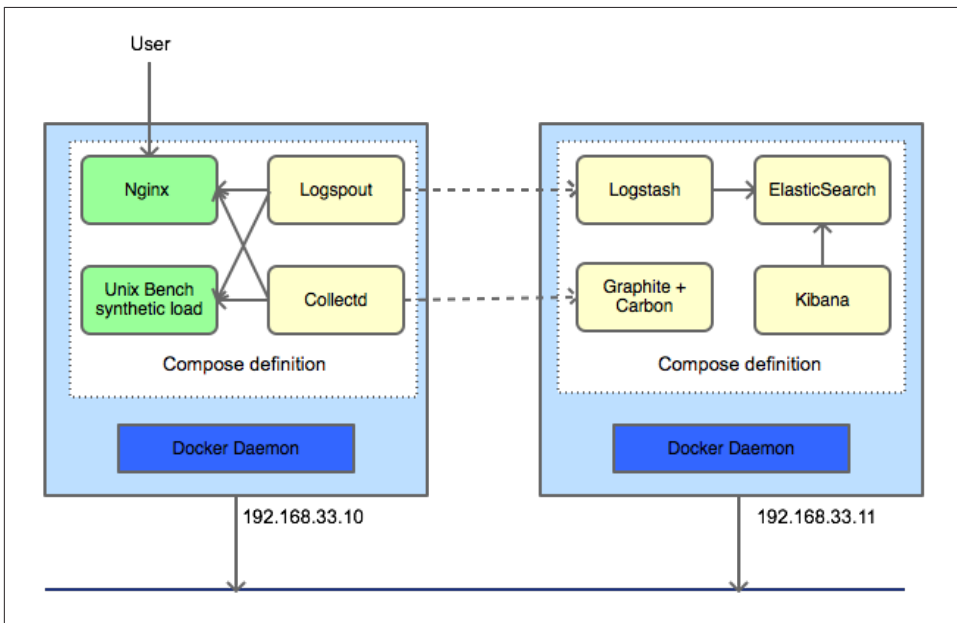 User
Nginx
Logspout
Logstash
ElasticSearch
Unix Bench
synthetic load
Collectd
Graphite +
Carbon
Kibana
Compose definition
Compose definition
Docker Daemon
Docker Daemon
192.168.33.10
192.168.33.11